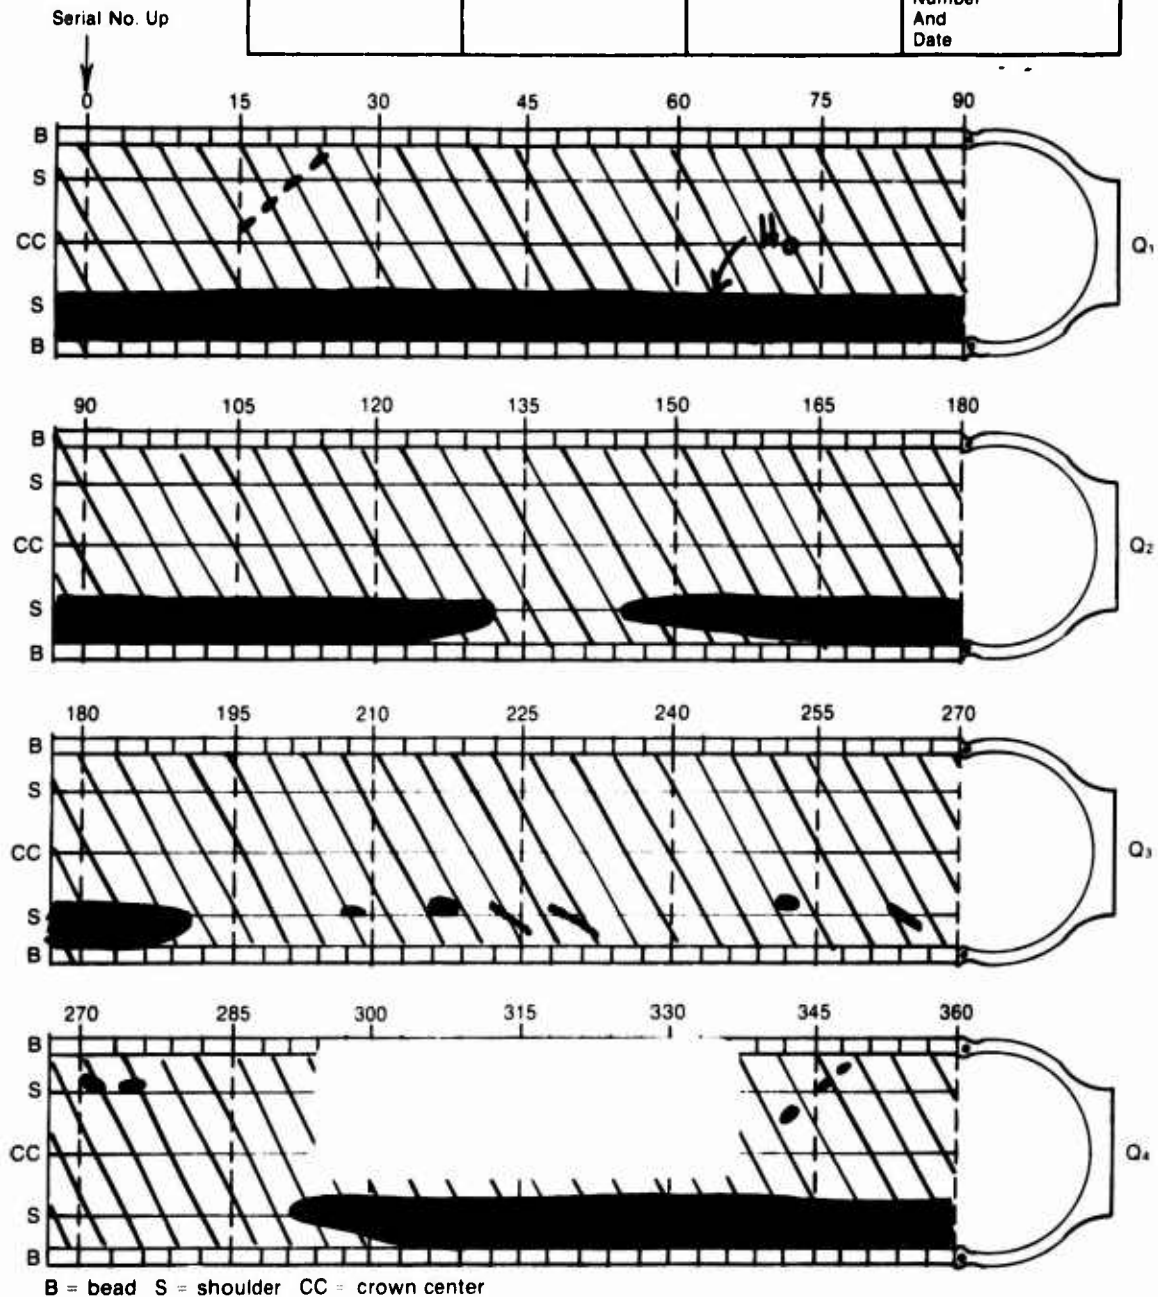 Number
And
Date
Serial No. Up
0 15 30 45 60 75 90
B
S
CC
S
B
Q₁
90 105 120 135 150 165 180
B
S
CC
S
B
Q₂
180 195 210 225 240 255 270
B
S
CC
S
B
Q₃
270 285 300 315 330 345 360
B
S
CC
S
B
Q₄
B = bead S = shoulder CC = crown center